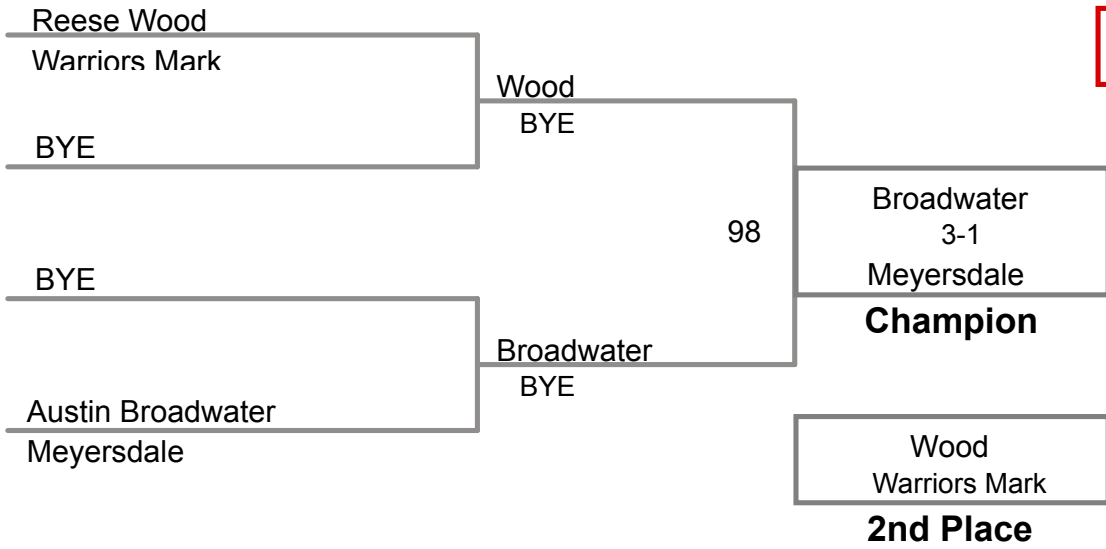 Reese Wood
Warriors Mark
Wood
BYE
BYE
98
Broadwater
3-1
Meyersdale
Champion
BYE
Broadwater
BYE
Austin Broadwater
Meyersdale
Wood
Warriors Mark
2nd Place